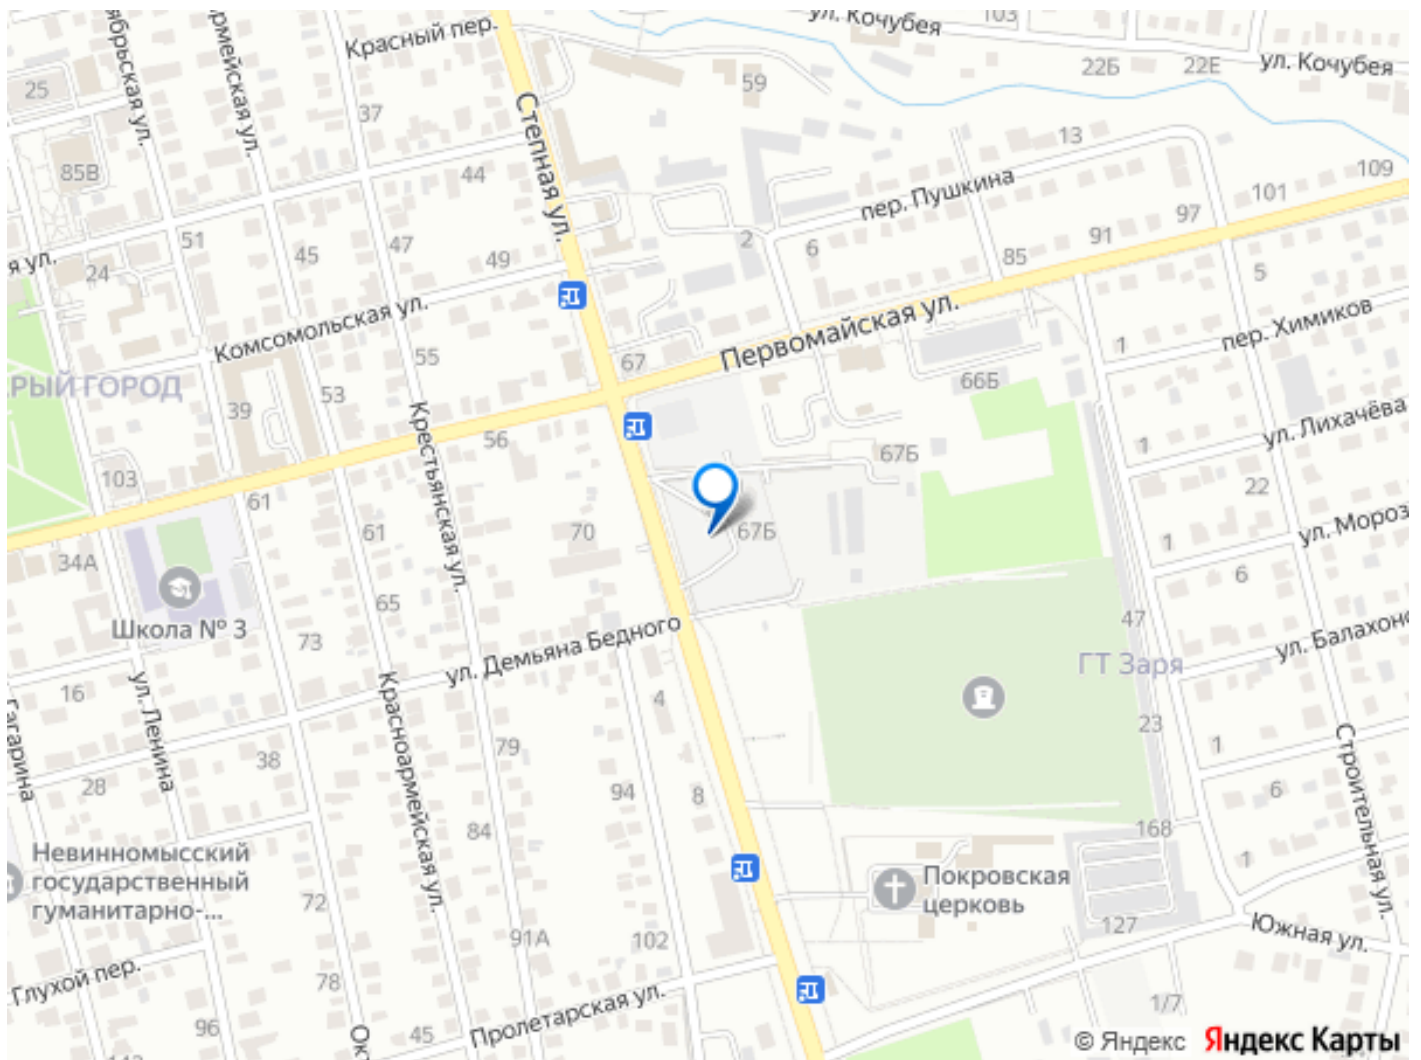 ул. Кочубея
103
Красный пер.
ул. Кочубея
22Б
22Е
25
59
37
Степная ул.
13
85В
44
109
101
пер. Пушкина
97
51
47
2
91
45
49
6
85
5
24
Комсомольская ул.
Первомайская ул.
пер. Химиков
1
67
55
66Б
53
39
Крестьянская ул.
ул. Лихачёва
56
1
67Б
103
22
61
61
70
67Б
1
34А
6
Школа № 3
65
73
47
ул. Демьяна Бедного
ГТ Заря
16
ул. Ленина
Красноармейская ул.
4
23
79
38
1
28
94
8
6
Строительная ул.
84
168
1
Невинномысский
государственный
гуманитарно-...
Покровская
церковь
72
127
91А
102
Южная ул.
Глухой пер.
78
1/7
Пролетарская ул.
96
45
© Яндекс
Яндекс Карты